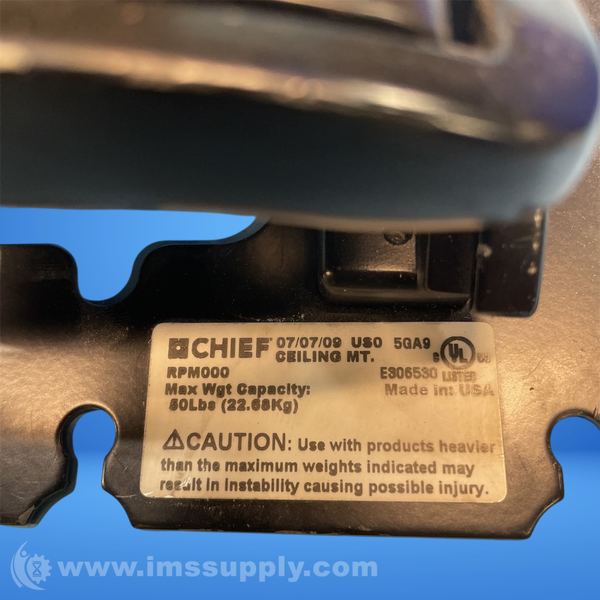 CHIEF 07/07/09 US0 5GA9
CEILING MT.
RPM000 E306530 LISTED
Max Wgt Capacity: Made in: USA
50Lbs (22.68Kg)
CAUTION: Use with products heavier
than the maximum weights indicated may
result in instability causing possible injury.
www.imssupply.com